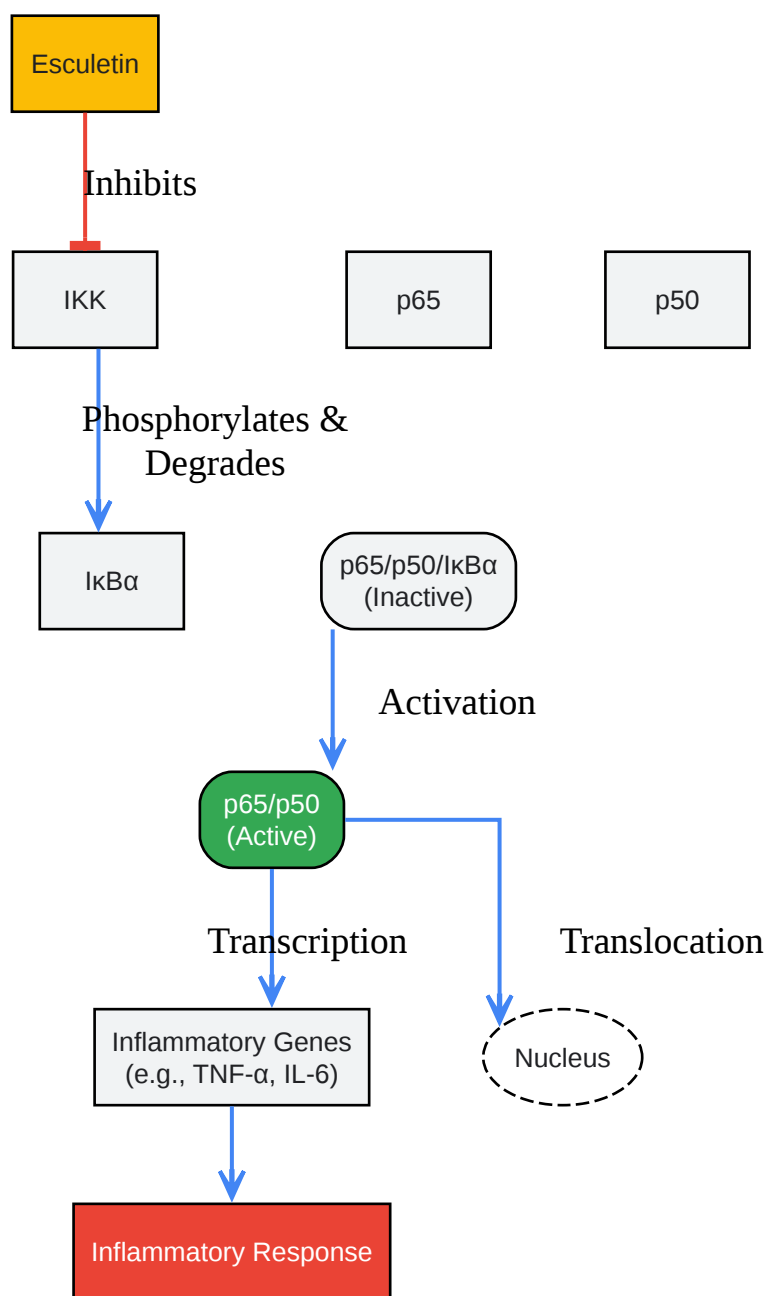 Esculetin
Inhibits
IKK
p65
p50
Phosphorylates &
Degrades
IκBα
p65/p50/IκBα
(Inactive)
Activation
p65/p50
(Active)
Transcription
Translocation
Inflammatory Genes
(e.g., TNF-α, IL-6)
Nucleus
Inflammatory Response